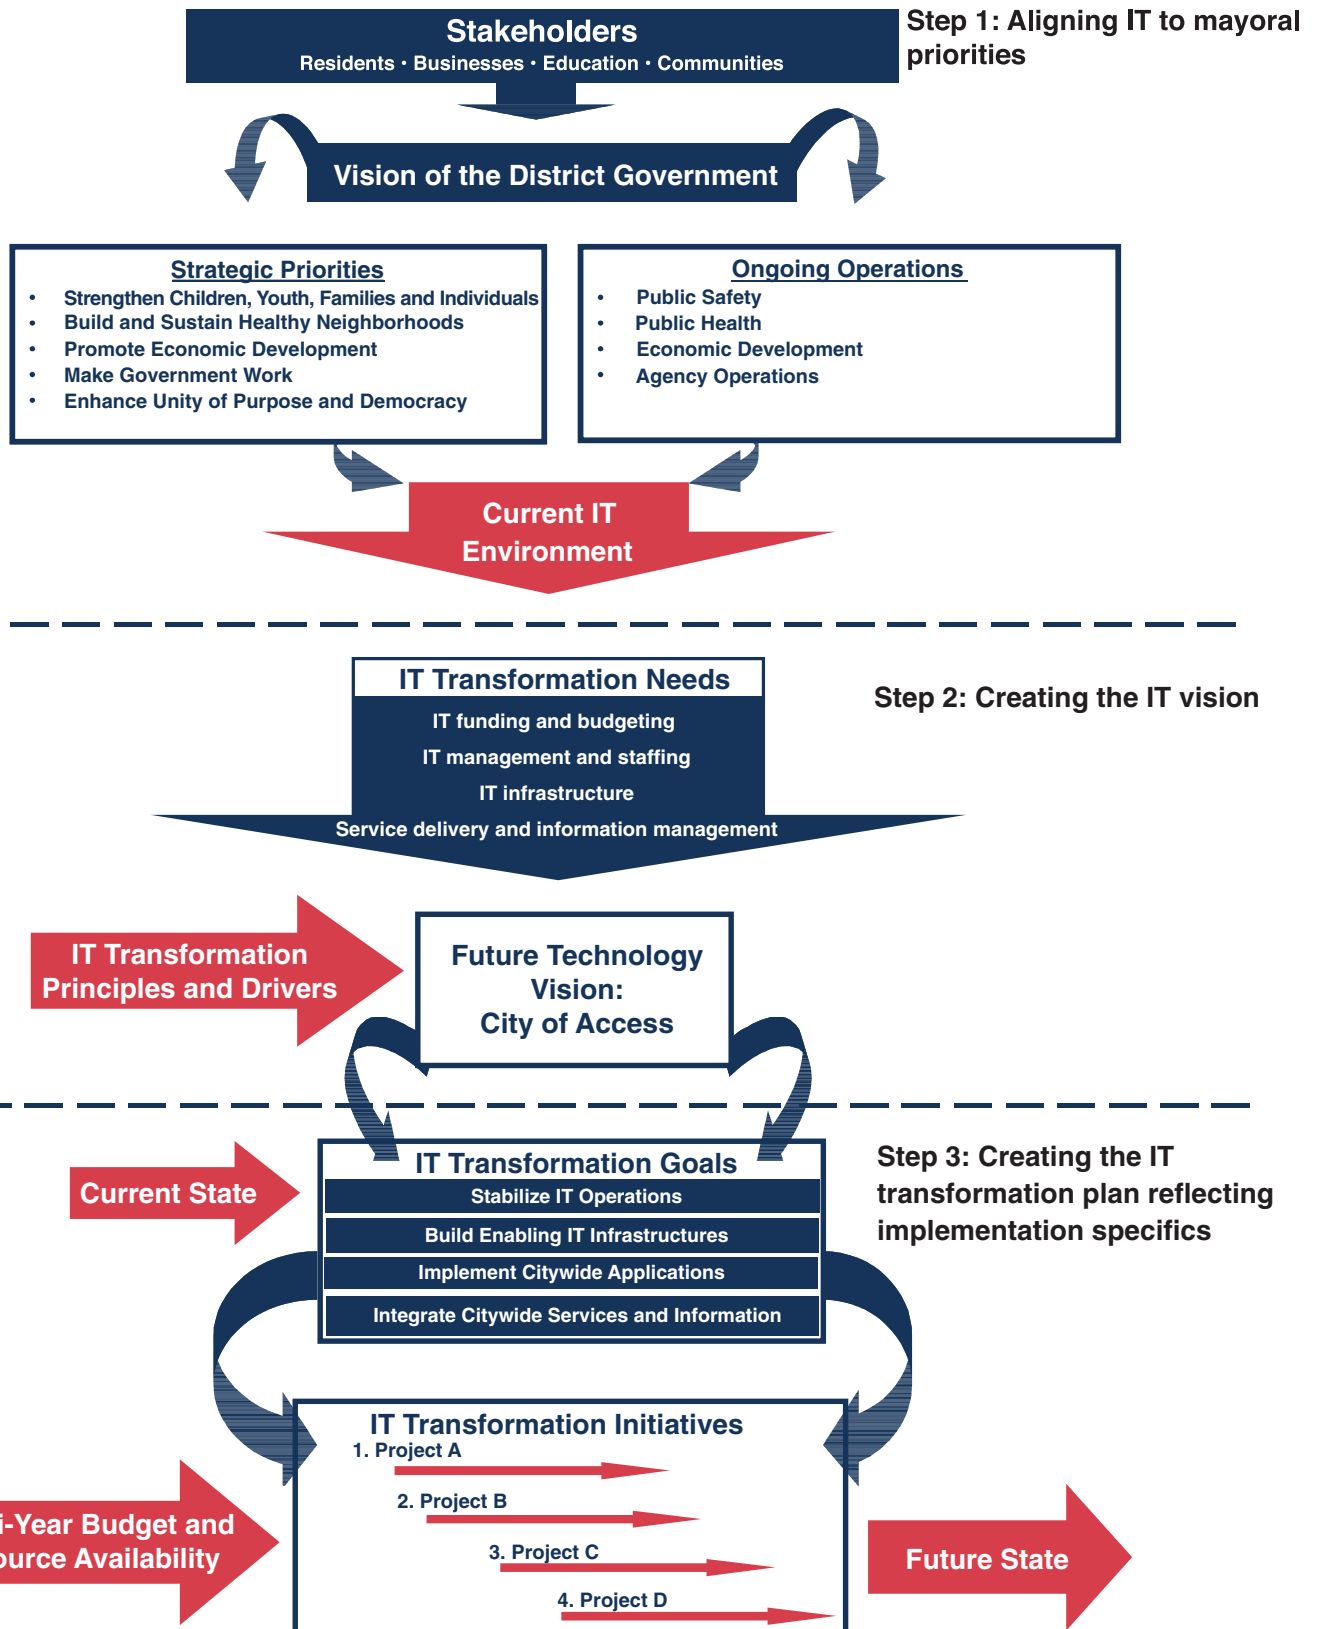 Stakeholders
Residents • Businesses • Education • Communities
Step 1: Aligning IT to mayoral
priorities
Vision of the District Government
Strategic Priorities
• Strengthen Children, Youth, Families and Individuals
• Build and Sustain Healthy Neighborhoods
• Promote Economic Development
• Make Government Work
• Enhance Unity of Purpose and Democracy
Ongoing Operations
• Public Safety
• Public Health
• Economic Development
• Agency Operations
Current IT
Environment
IT Transformation Needs
IT funding and budgeting
IT management and staffing
IT infrastructure
Service delivery and information management
Step 2: Creating the IT vision
IT Transformation
Principles and Drivers
Future Technology
Vision:
City of Access
Current State
IT Transformation Goals
Stabilize IT Operations
Build Enabling IT Infrastructures
Implement Citywide Applications
Integrate Citywide Services and Information
Step 3: Creating the IT
transformation plan reflecting
implementation specifics
IT Transformation Initiatives
1. Project A
2. Project B
3. Project C
4. Project D
i-Year Budget and
ource Availability
Future State